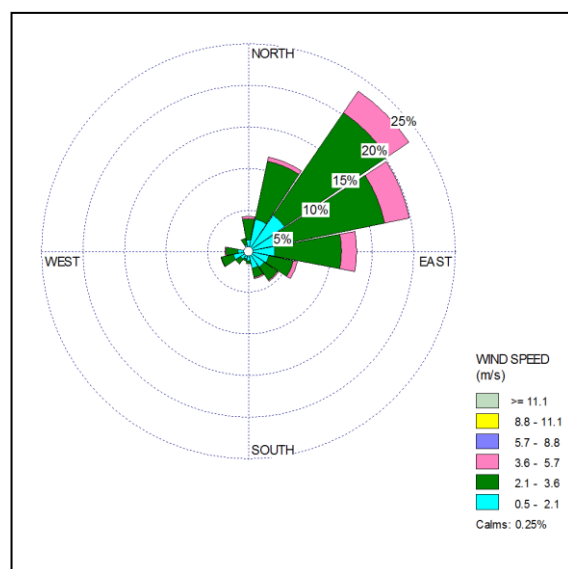 NORTH
25%
20%
15%
10%
5%
WEST
EAST
SOUTH
WIND SPEED
(m/s)
>= 11.1
8.8 - 11.1
5.7 - 8.8
3.6 - 5.7
2.1 - 3.6
0.5 - 2.1
Calms: 0.25%